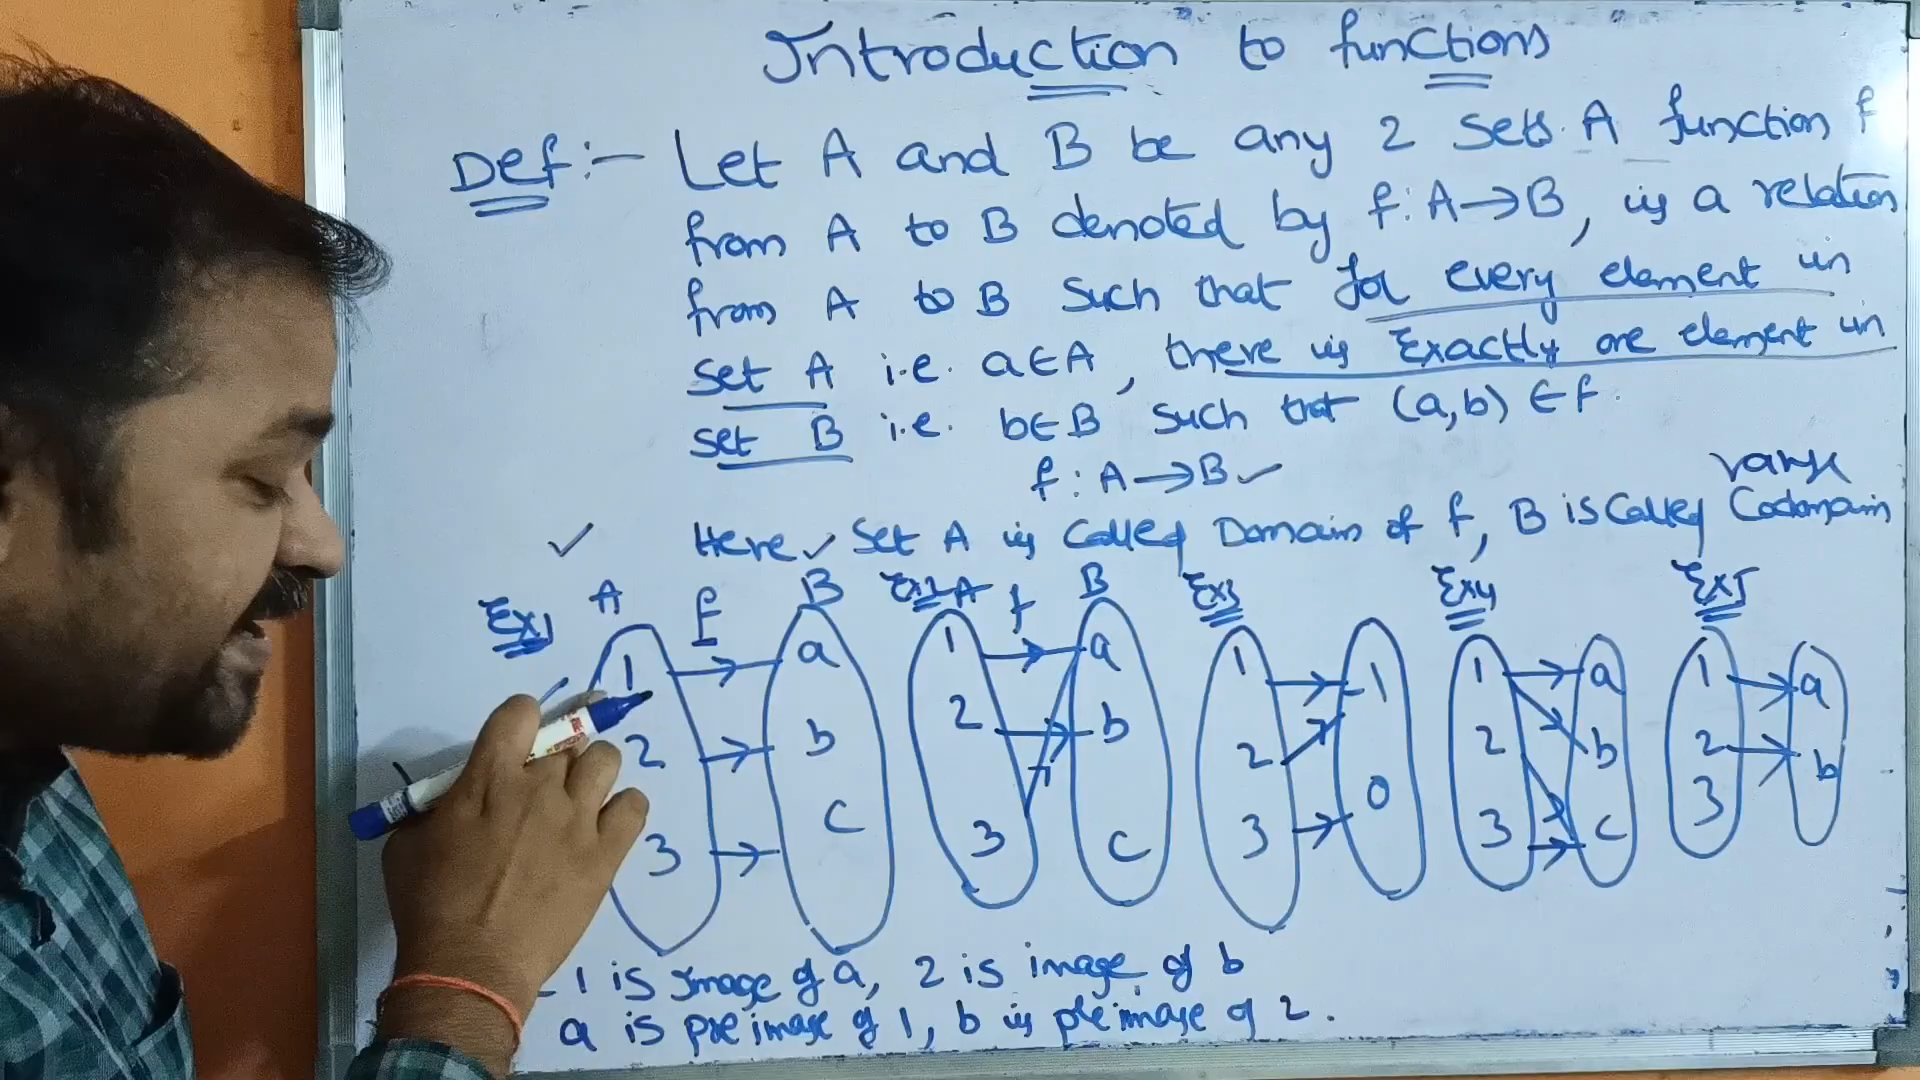 Introduction to functions
Def:- Let A and B be any 2 sets. A function f
from A to B denoted by f: A→B, is a relation
from A to B such that for every element in
set A i.e. a∈A, there is Exactly one element in
set B i.e. b∈B such that (a,b) ∈ f.
f: A→B ✓
range
✓ Here ✓ Set A is called Domain of f, B is called Codomain
Ex1 A f B
1 a
2 b
3 c
Ex2 A f B
1 a
2 b
3 c
Ex3
1 1
2 0
3
Ex4
1 a
2 b
3 c
Ex5
1 a
2 b
3
1 is Image of a, 2 is image of b
a is pre image of 1, b is pre image of 2.